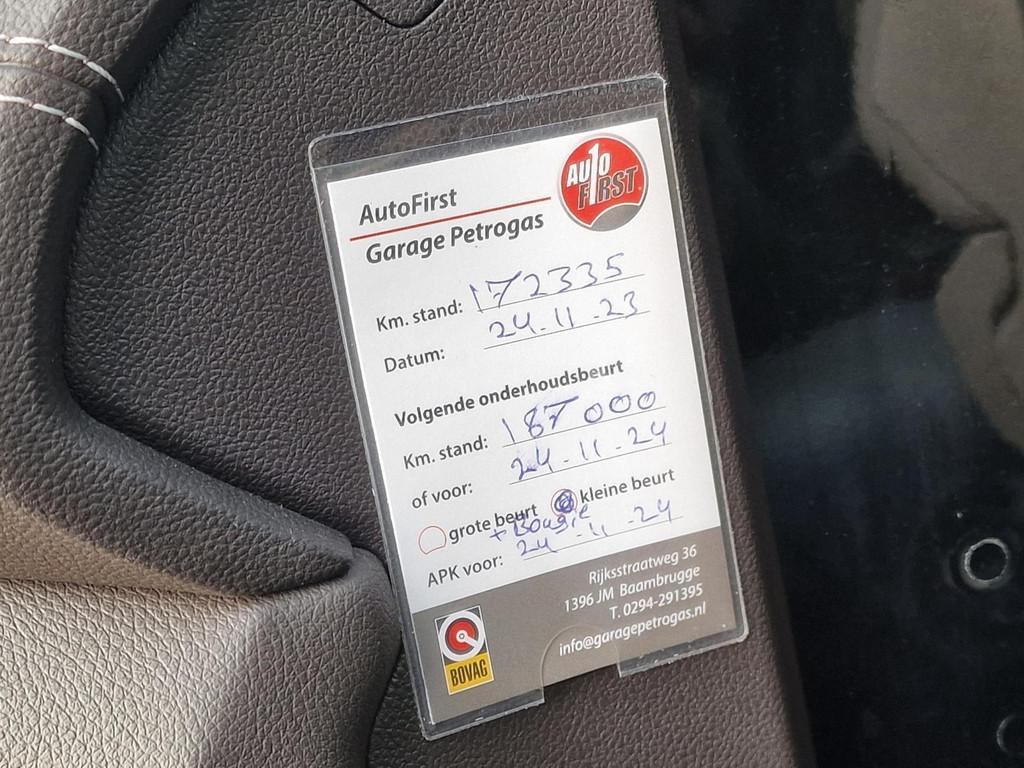 AutoFirst
AUTO
FIRST
Garage Petrogas
Km. stand: 172335
Datum: 24-11-23
Volgende onderhoudsbeurt
Km. stand: 187000
of voor: 24-11-24
grote beurt kleine beurt
+ Bougie
APK voor: 24-11-24
Rijksstraatweg 36
1396 JM Baambrugge
T. 0294-291395
info@garagepetrogas.nl
BOVAG